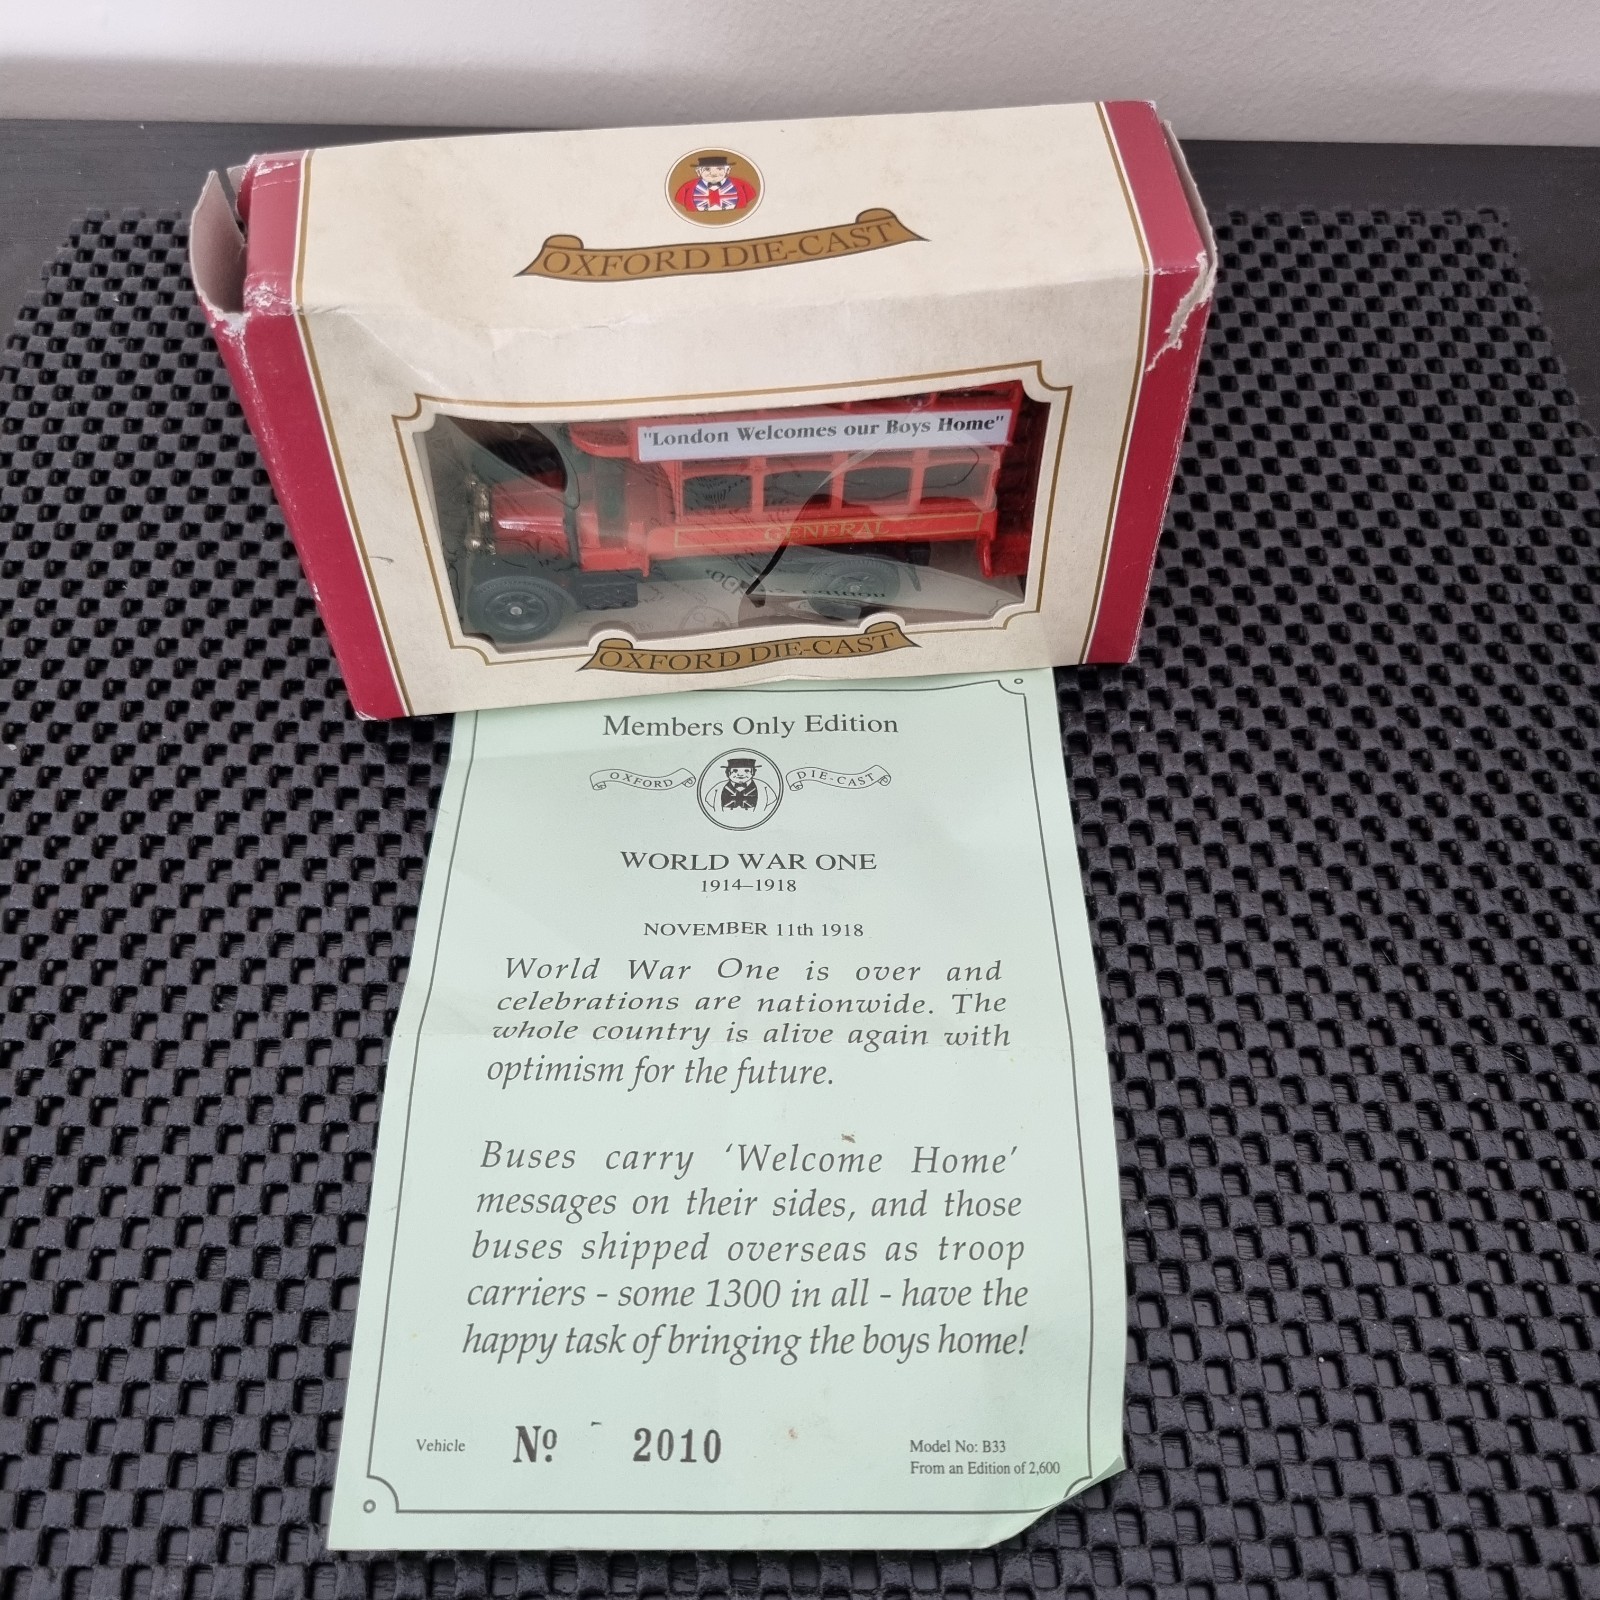 OXFORD DIE-CAST
"London Welcomes our Boys Home"
GENERAL
OXFORD DIE-CAST
Members Only Edition
OXFORD DIE-CAST
WORLD WAR ONE
1914–1918
NOVEMBER 11th 1918
World War One is over and
celebrations are nationwide. The
whole country is alive again with
optimism for the future.
Buses carry ‘Welcome Home’
messages on their sides, and those
buses shipped overseas as troop
carriers - some 1300 in all - have the
happy task of bringing the boys home!
Vehicle Nº 2010
Model No: B33
From an Edition of 2,600